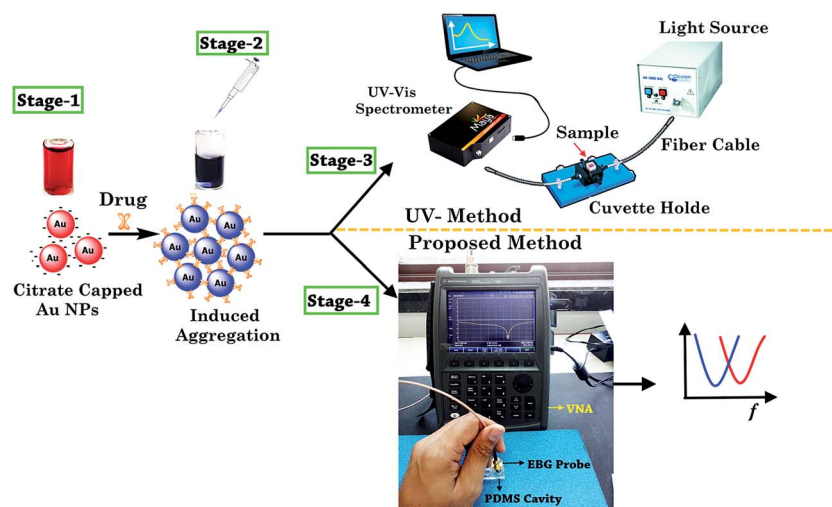 Stage-1
Stage-2
Drug
Au
Au
Au
Citrate Capped
Au NPs
Au
Au
Au
Au
Au
Au
Au
Induced
Aggregation
Stage-3
Stage-4
UV-Vis
Spectrometer
Maya
Light Source
Sample
Fiber Cable
Cuvette Holde
UV- Method
Proposed Method
VNA
EBG Probe
PDMS Cavity
f